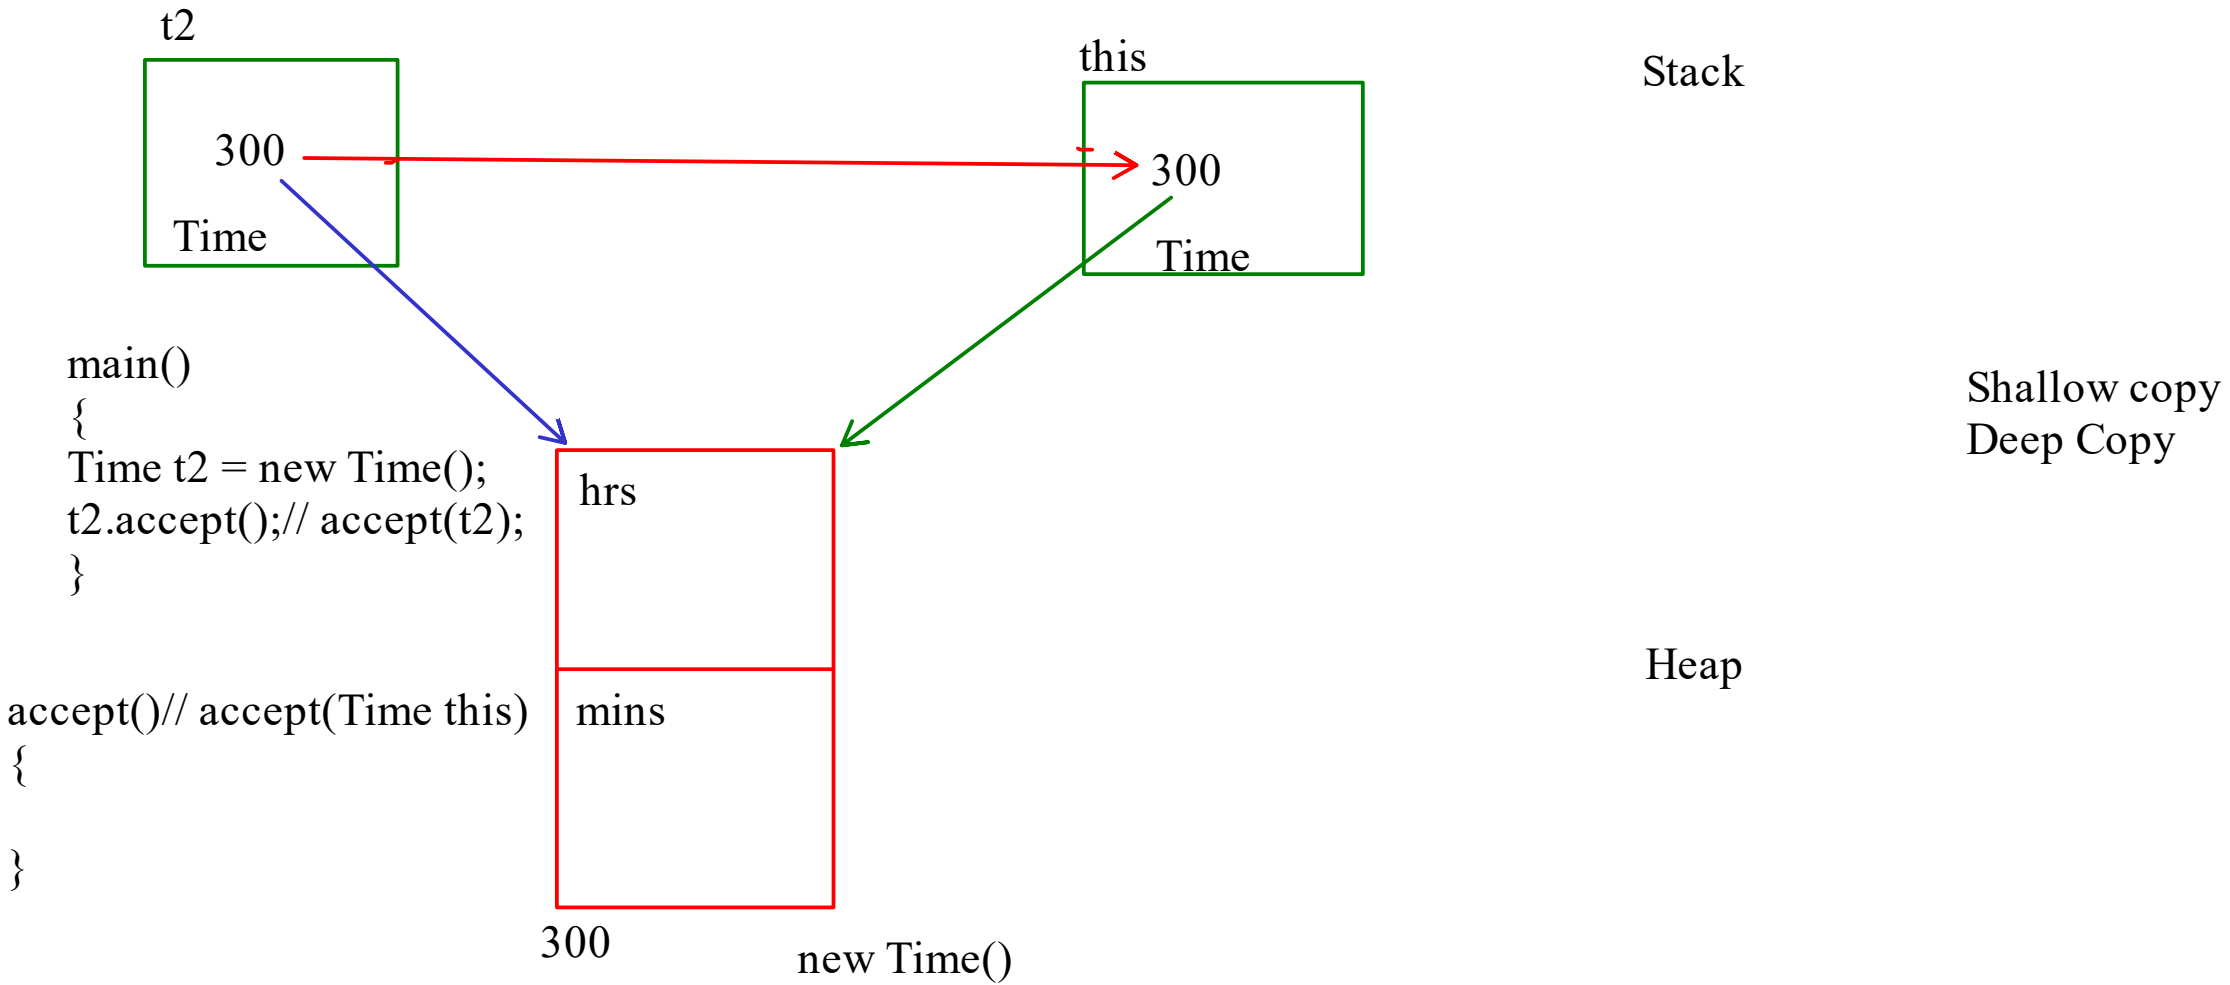 t2
this
Stack
300
300
Time
Time
main()
{
Time t2 = new Time();
t2.accept();// accept(t2);
}
Shallow copy
Deep Copy
hrs
Heap
accept()// accept(Time this)
{
}
mins
300
new Time()